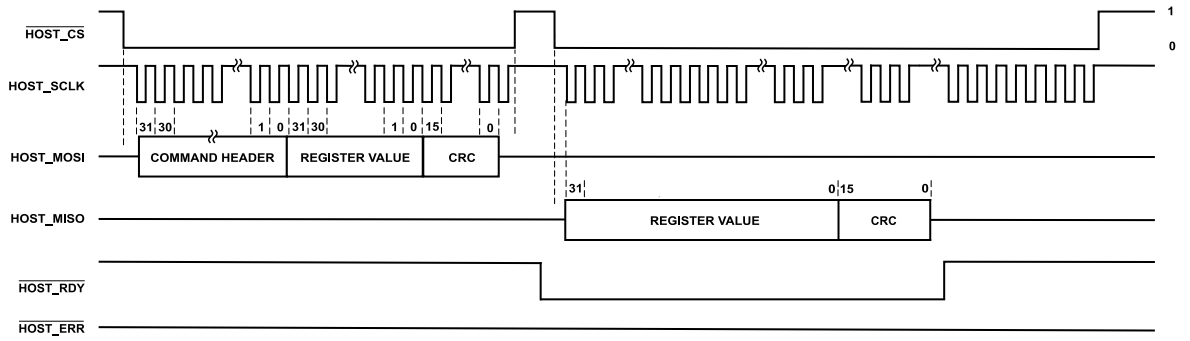 HOST_CS 1
0
HOST_SCLK
31 30 1 0 31 30 1 0 15 0
HOST_MOSI COMMAND HEADER REGISTER VALUE CRC
31 0 15 0
HOST_MISO REGISTER VALUE CRC
HOST_RDY
HOST_ERR